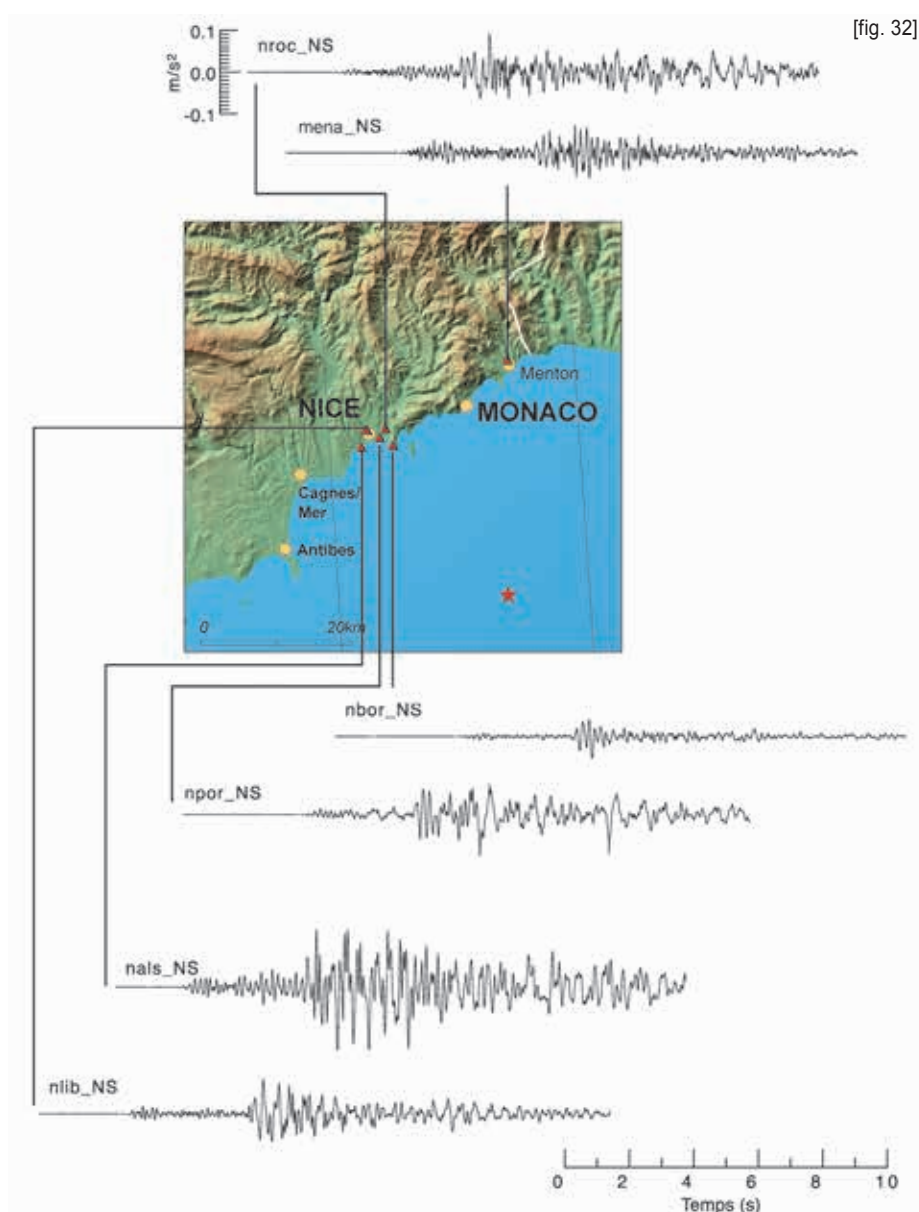 [fig. 32]
0.1
nroc_NS
m/s²
0.0
-0.1
mena_NS
Menton
NICE
MONACO
Cagnes/
Mer
Antibes
0 20km
nbor_NS
npor_NS
nals_NS
nlib_NS
0 2 4 6 8 10
Temps (s)